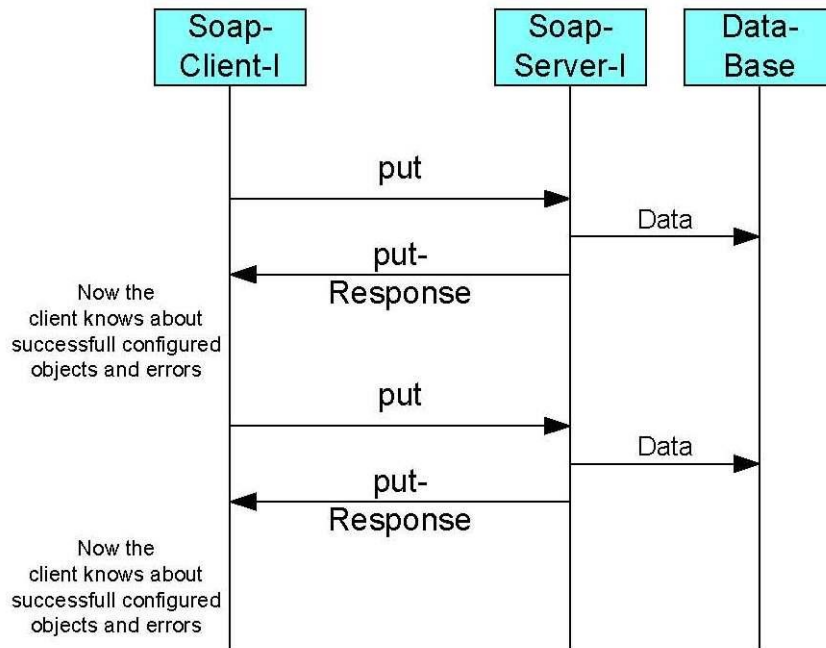 Soap-
Client-I
Soap-
Server-I
Data-
Base
put
Data
put-
Response
Now the
client knows about
successfull configured
objects and errors
put
Data
put-
Response
Now the
client knows about
successfull configured
objects and errors